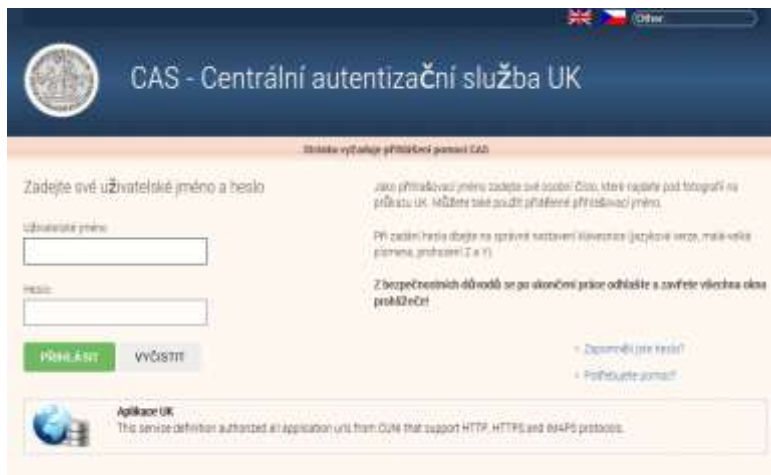 Other
CAS - Centrální autentizační služba UK
Stránka vyžaduje přihlášení pomocí CAS
Zadejte své uživatelské jméno a heslo
Uživatelské jméno
Heslo
PŘIHLÁSIT
VYČISTIT
Jako přihlašovací jméno zadejte své osobní číslo, které najdete pod fotografií na
průkazu UK. Můžete také použít přidělené přihlašovací jméno.
Při zadání hesla dbejte na správné nastavení klávesnice (jazyková verze, malá-velká
písmena, prohození Z a Y).
Z bezpečnostních důvodů se po ukončení práce odhlašte a zavřete všechna okna
prohlížeče!
Zapomněli jste heslo?
Potřebujete pomoc?
Aplikace UK
This service definition authorized all application urls from CUNI that support HTTP, HTTPS and IMAPS protocols.